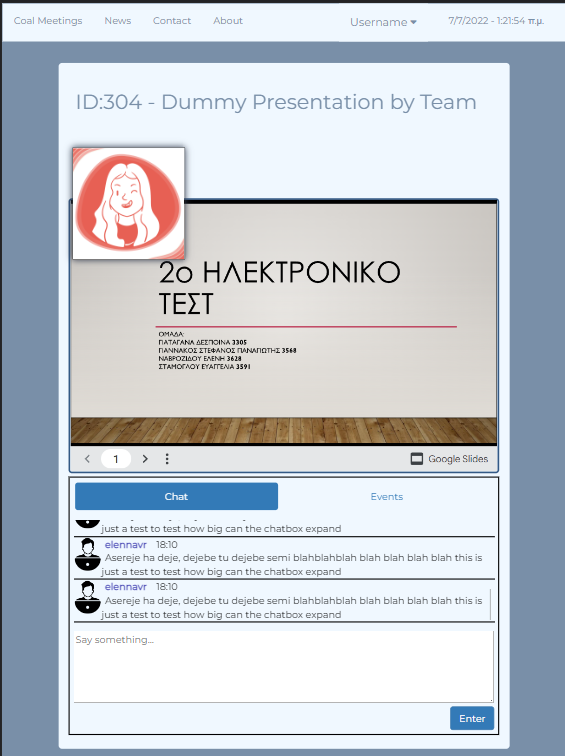 Coal Meetings News Contact About Username 7/7/2022 - 1:21:54 π.μ.
ID:304 - Dummy Presentation by Team
2ο ΗΛΕΚΤΡΟΝΙΚΟ
ΤΕΣΤ
ΟΜΑΔΑ:
ΠΑΤΑΓΑΝΑ ΔΕΣΠΟΙΝΑ 3305
ΓΙΑΝΝΑΚΟΣ ΣΤΕΦΑΝΟΣ ΠΑΝΑΓΙΩΤΗΣ 3568
ΝΑΒΡΟΖΙΔΟΥ ΕΛΕΝΗ 3628
ΣΤΑΜΟΓΛΟΥ ΕΥΑΓΓΕΛΙΑ 3591
1 Google Slides
Chat Events
just a test to test how big can the chatbox expand
elennavr 18:10
Asereje ha deje, dejebe tu dejebe semi blahblahblah blah blah blah blah this is
just a test to test how big can the chatbox expand
elennavr 18:10
Asereje ha deje, dejebe tu dejebe semi blahblahblah blah blah blah blah this is
just a test to test how big can the chatbox expand
Say something...
Enter